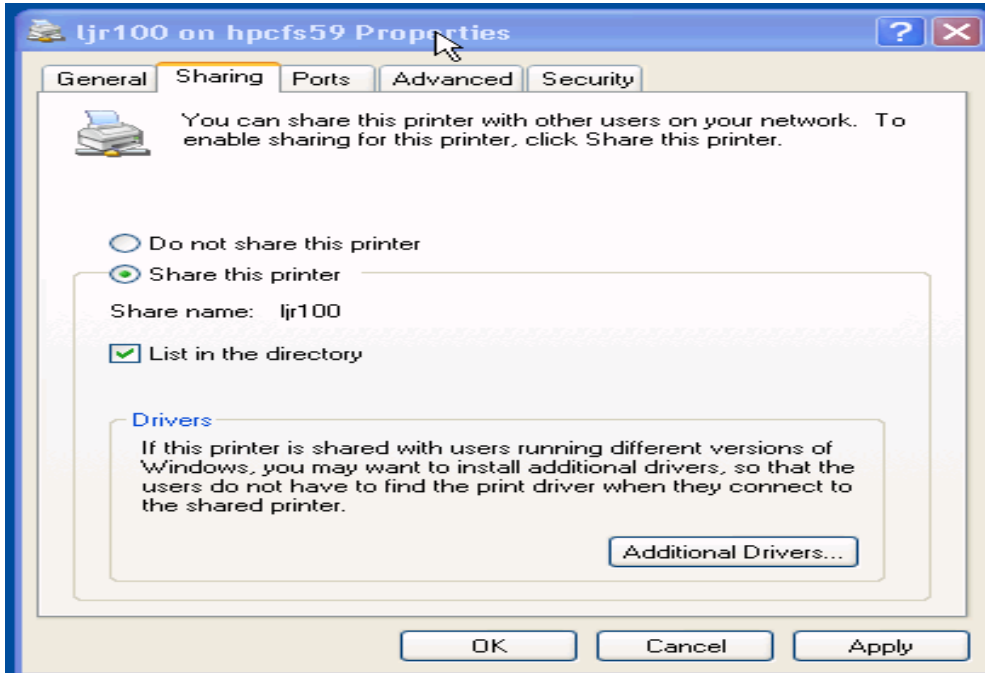 ljr100 on hpcfs59 Properties
General Sharing Ports Advanced Security
You can share this printer with other users on your network. To
enable sharing for this printer, click Share this printer.
Do not share this printer
Share this printer
Share name: ljr100
List in the directory
Drivers
If this printer is shared with users running different versions of
Windows, you may want to install additional drivers, so that the
users do not have to find the print driver when they connect to
the shared printer.
Additional Drivers...
OK Cancel Apply